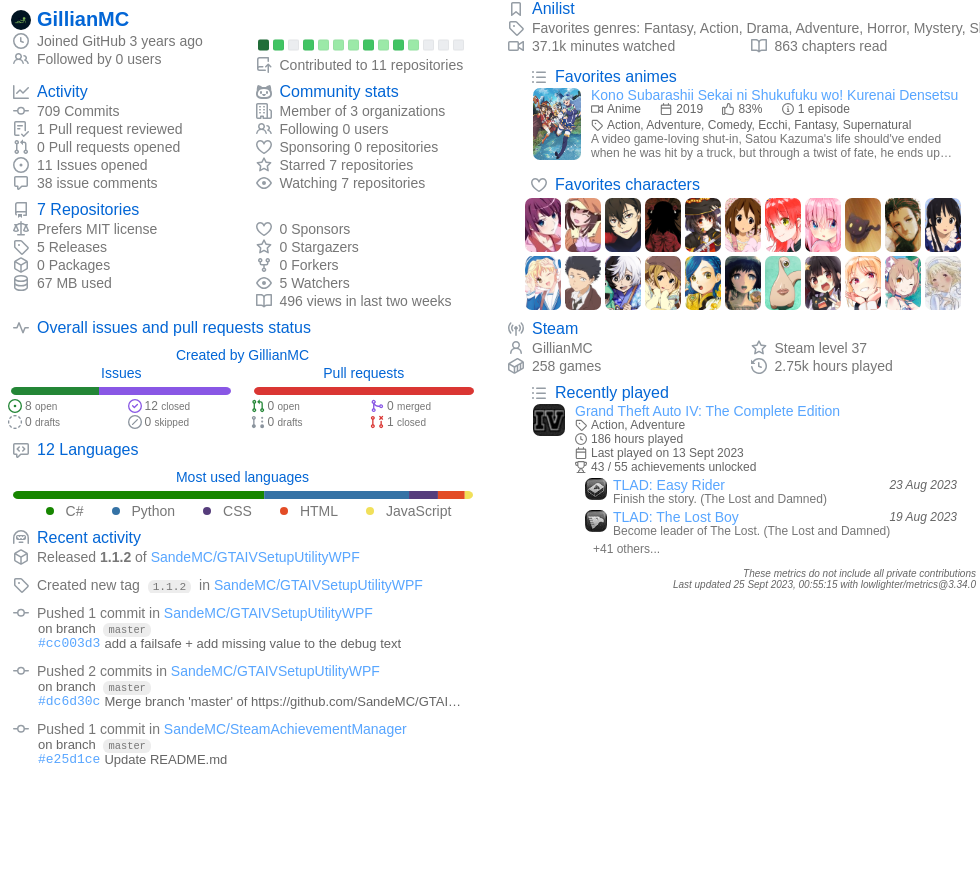 GillianMC
Joined GitHub 3 years ago
Followed by 0 users
Contributed to 11 repositories
Activity
709 Commits
1 Pull request reviewed
0 Pull requests opened
11 Issues opened
38 issue comments
Community stats
Member of 3 organizations
Following 0 users
Sponsoring 0 repositories
Starred 7 repositories
Watching 7 repositories
7 Repositories
Prefers MIT license
5 Releases
0 Packages
67 MB used
0 Sponsors
0 Stargazers
0 Forkers
5 Watchers
496 views in last two weeks
Overall issues and pull requests status
Created by GillianMC
Issues
8 open
12 closed
0 drafts
0 skipped
Pull requests
0 open
0 merged
0 drafts
1 closed
12 Languages
Most used languages
C# Python CSS HTML JavaScript
Recent activity
Released 1.1.2 of SandeMC/GTAIVSetupUtilityWPF
Created new tag 1.1.2 in SandeMC/GTAIVSetupUtilityWPF
Pushed 1 commit in SandeMC/GTAIVSetupUtilityWPF
on branch master
#cc003d3 add a failsafe + add missing value to the debug text
Pushed 2 commits in SandeMC/GTAIVSetupUtilityWPF
on branch master
#dc6d30c Merge branch 'master' of https://github.com/SandeMC/GTAI…
Pushed 1 commit in SandeMC/SteamAchievementManager
on branch master
#e25d1ce Update README.md
Anilist
Favorites genres: Fantasy, Action, Drama, Adventure, Horror, Mystery, Sl
37.1k minutes watched
863 chapters read
Favorites animes
Kono Subarashii Sekai ni Shukufuku wo! Kurenai Densetsu
Anime 2019 83% 1 episode
Action, Adventure, Comedy, Ecchi, Fantasy, Supernatural
A video game-loving shut-in, Satou Kazuma's life should've ended
when he was hit by a truck, but through a twist of fate, he ends up…
Favorites characters
Steam
GillianMC
Steam level 37
258 games
2.75k hours played
Recently played
IV
Grand Theft Auto IV: The Complete Edition
Action, Adventure
186 hours played
Last played on 13 Sept 2023
43 / 55 achievements unlocked
TLAD: Easy Rider 23 Aug 2023
Finish the story. (The Lost and Damned)
TLAD: The Lost Boy 19 Aug 2023
Become leader of The Lost. (The Lost and Damned)
+41 others...
These metrics do not include all private contributions
Last updated 25 Sept 2023, 00:55:15 with lowlighter/metrics@3.34.0